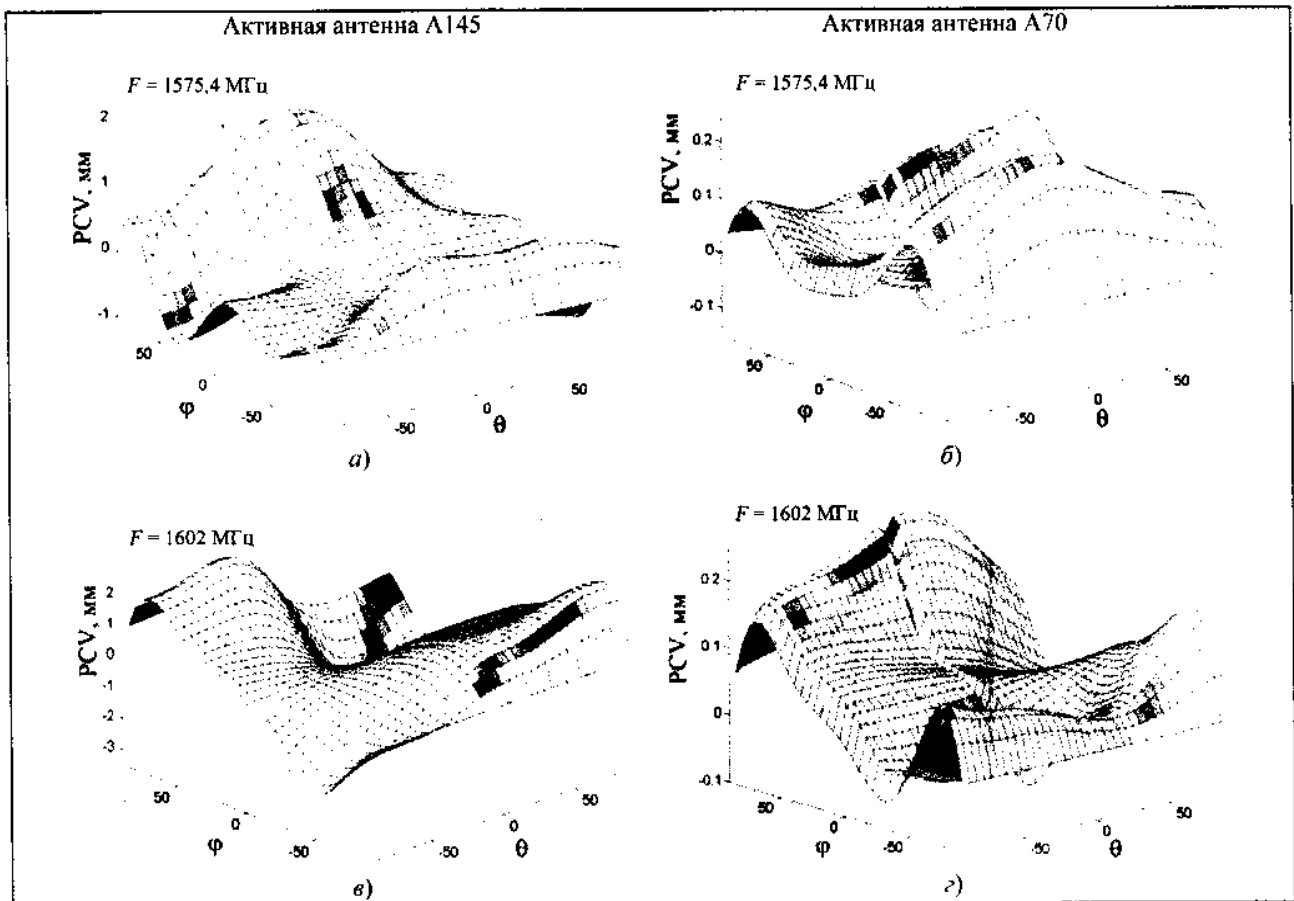 Активная антенна А145
Активная антенна А70
F = 1575,4 МГц
PCV, мм
2
1
0
-1
50
0
-50
φ
-50
0
50
θ
а)
F = 1575,4 МГц
PCV, мм
0.2
0.1
0
-0.1
50
0
-50
φ
-50
0
50
θ
б)
F = 1602 МГц
PCV, мм
2
1
0
-1
-2
-3
50
0
-50
φ
-50
0
50
θ
в)
F = 1602 МГц
PCV, мм
0.2
0.1
0
-0.1
50
0
-50
φ
-50
0
50
θ
г)